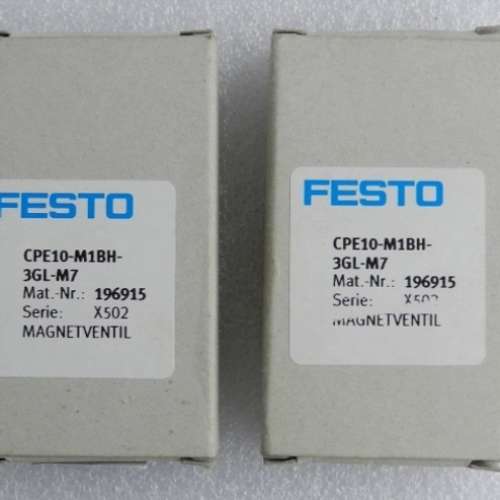 FESTO
CPE10-M1BH-
3GL-M7
Mat.-Nr.: 196915
Serie: X502
MAGNETVENTIL
FESTO
CPE10-M1BH-
3GL-M7
Mat.-Nr.: 196915
Serie: X502
MAGNETVENTIL